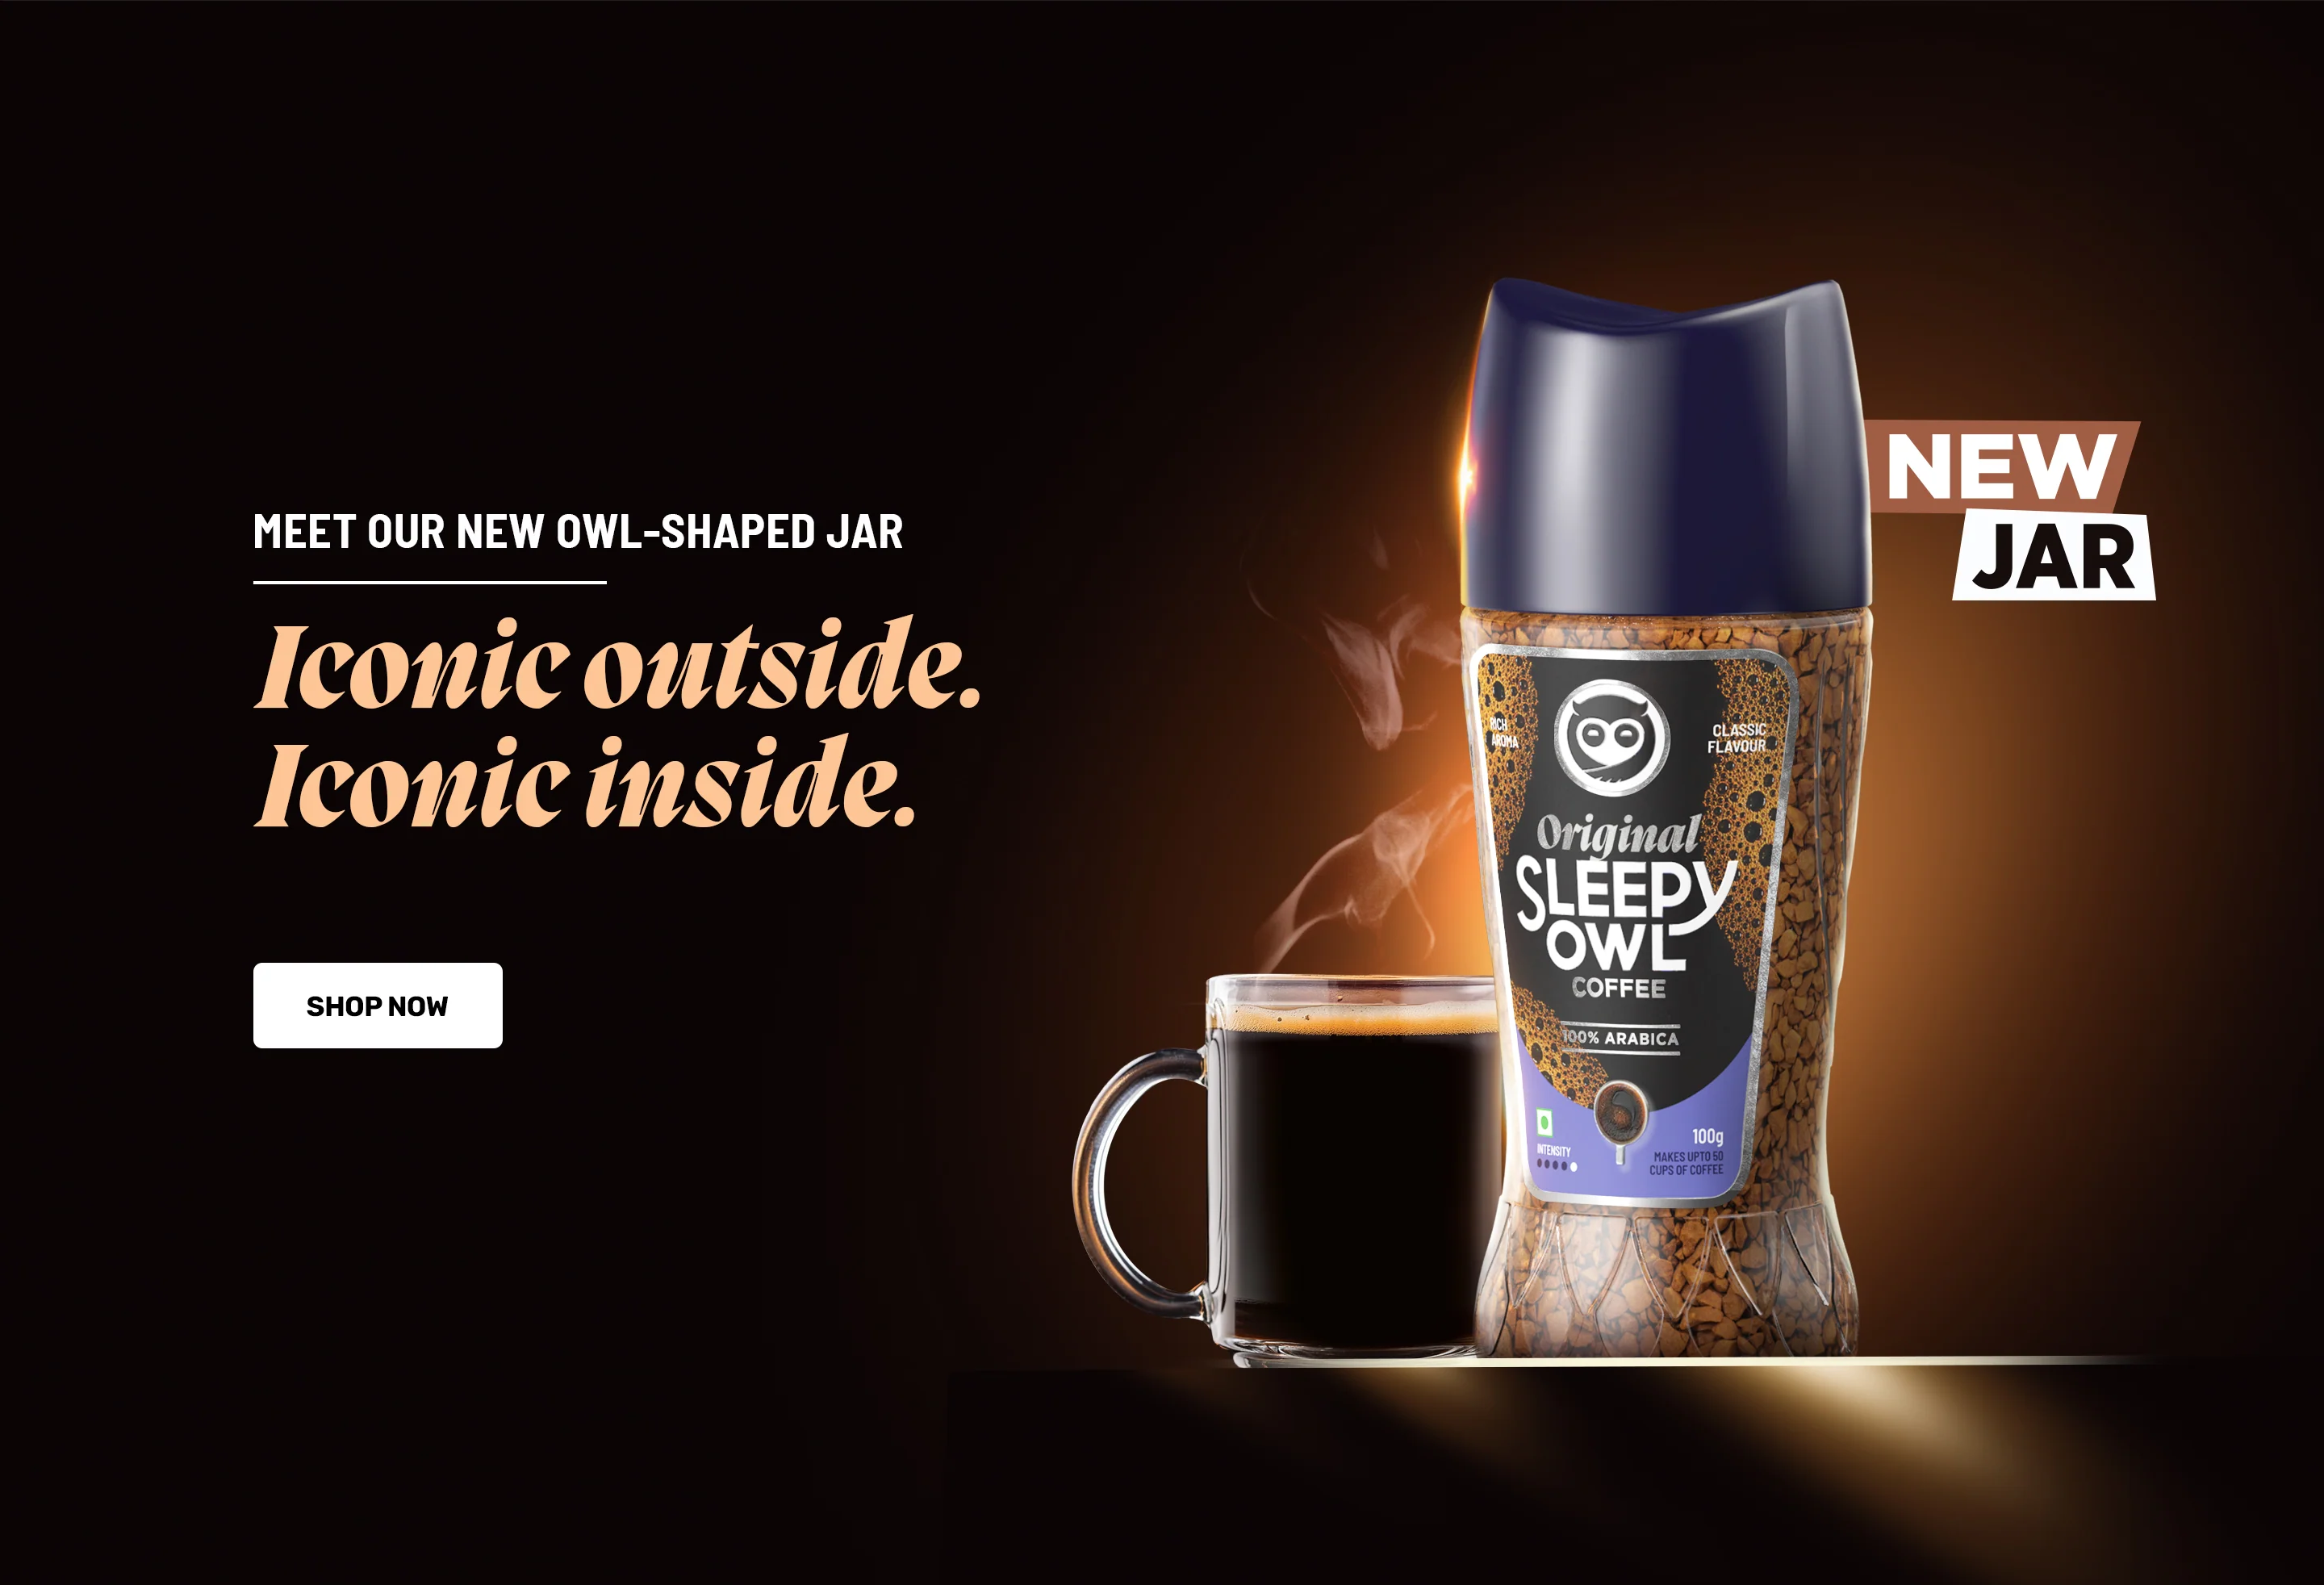 MEET OUR NEW OWL-SHAPED JAR
Iconic outside.
Iconic inside.
SHOP NOW
NEW
JAR
RICH
AROMA
CLASSIC
FLAVOUR
Original
SLEEPY
OWL
COFFEE
100% ARABICA
INTENSITY
100g
MAKES UPTO 50
CUPS OF COFFEE